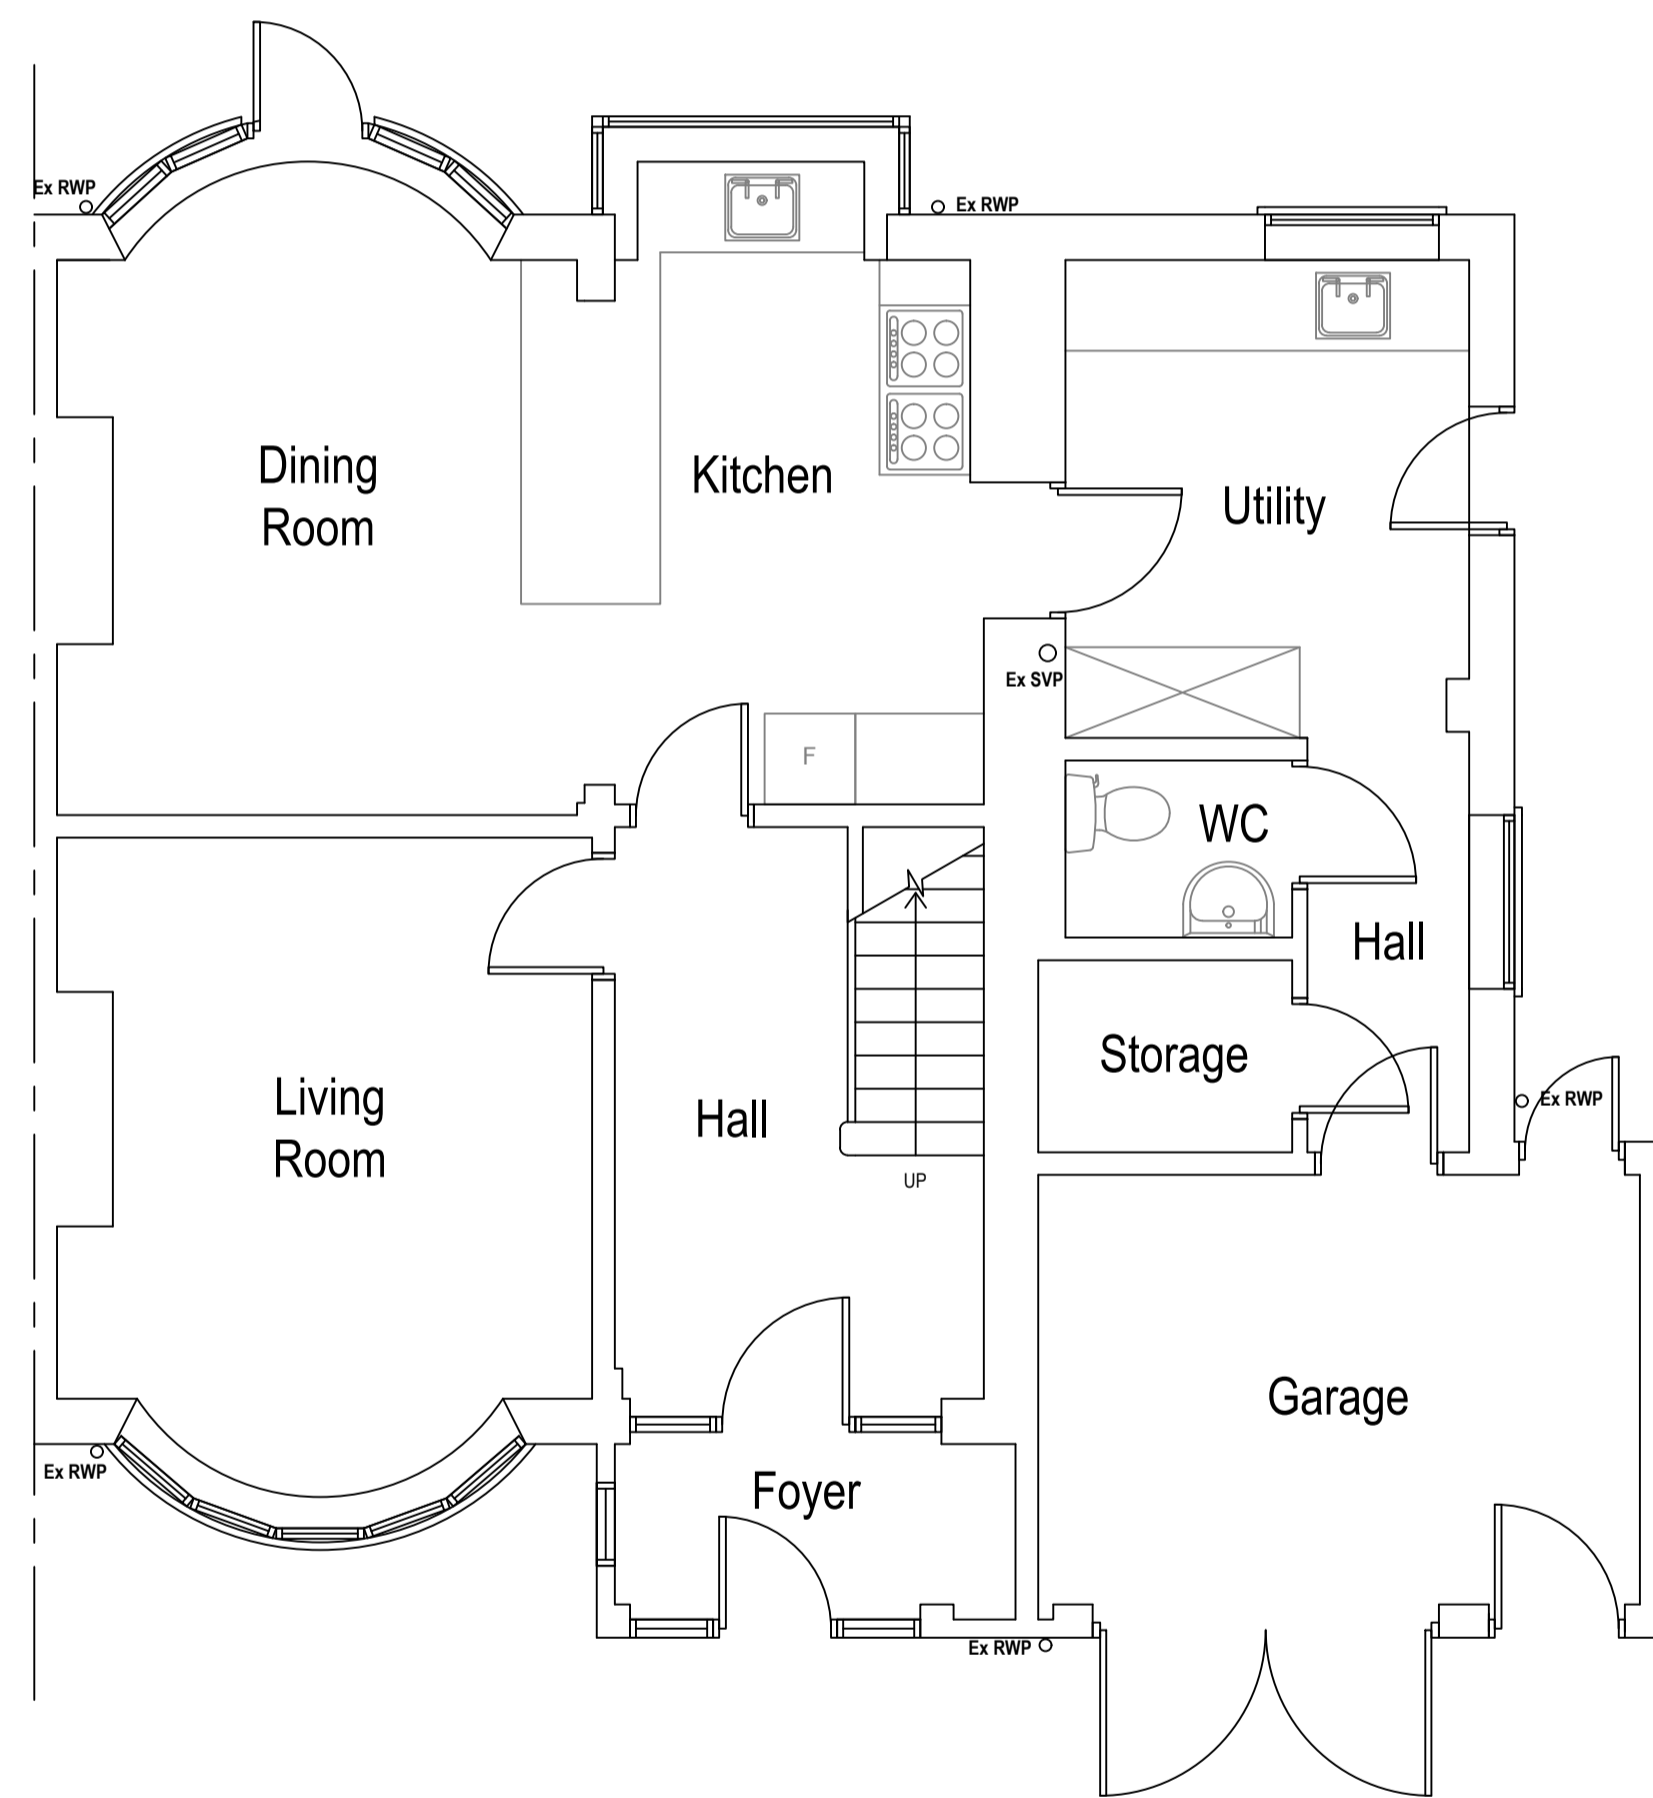 Ex RWP
Ex RWP
Dining
Room
Kitchen
Utility
Ex SVP
F
WC
Hall
Storage
Living
Room
Hall
Ex RWP
UP
Garage
Ex RWP
Foyer
Ex RWP